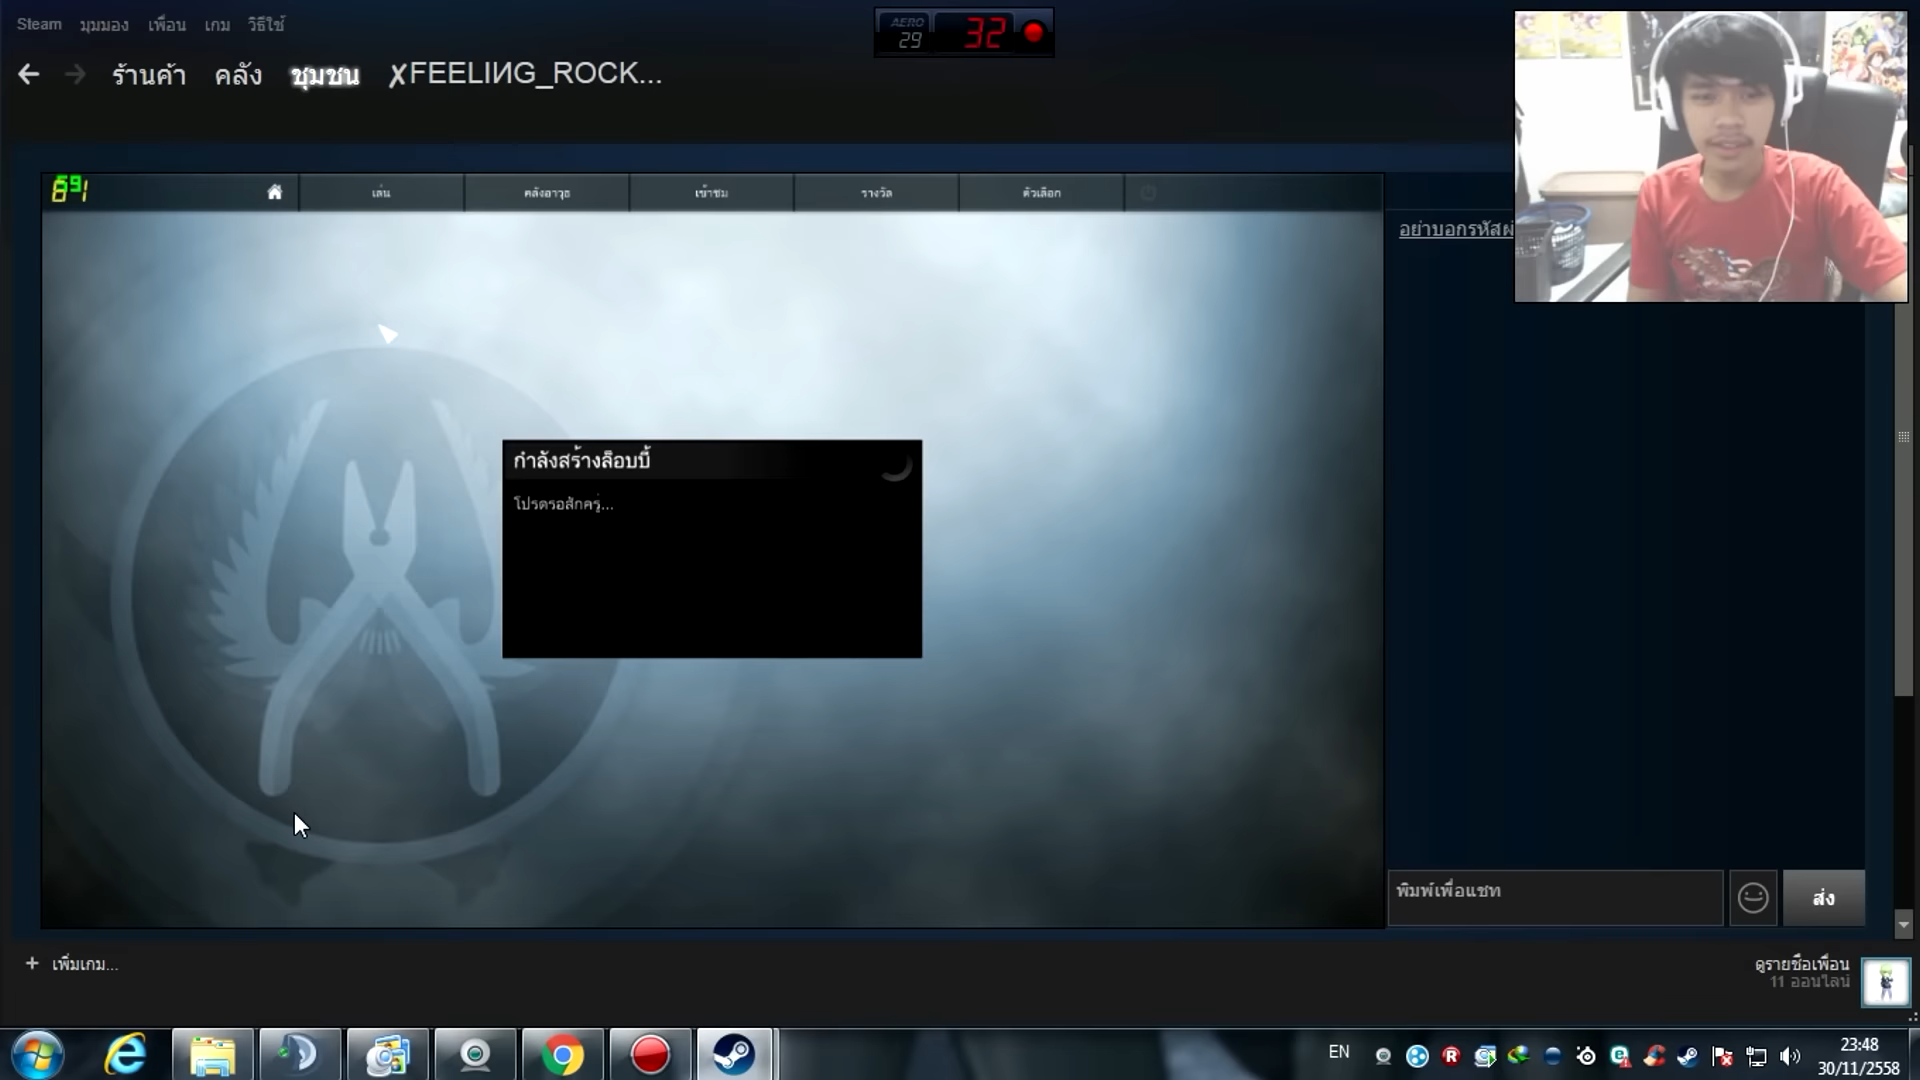 Steam มุมมอง เพื่อน เกม วิธีใช้
AERO
29
32
ร้านค้า คลัง ชุมชน ✗FEELIИG_ROCK...
เล่น คลังอาวุธ เข้าชม รางวัล ตัวเลือก
อย่าบอกรหัสผ
กำลังสร้างล็อบบี้
โปรดรอสักครู่...
พิมพ์เพื่อแชท
ส่ง
+ เพิ่มเกม...
ดูรายชื่อเพื่อน
11 ออนไลน์
EN
23:48
30/11/2558